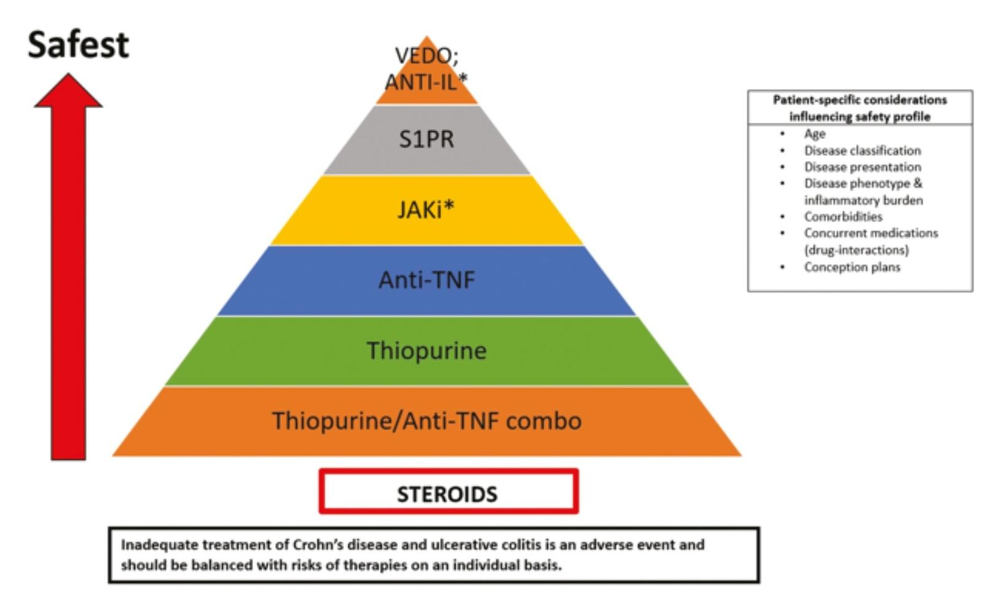 Safest
VEDO;
ANTI-IL*
S1PR
JAKi*
Anti-TNF
Thiopurine
Thiopurine/Anti-TNF combo
STEROIDS
Inadequate treatment of Crohn's disease and ulcerative colitis is an adverse event and
should be balanced with risks of therapies on an individual basis.
Patient-specific considerations
influencing safety profile
• Age
• Disease classification
• Disease presentation
• Disease phenotype &
inflammatory burden
• Comorbidities
• Concurrent medications
(drug-interactions)
• Conception plans